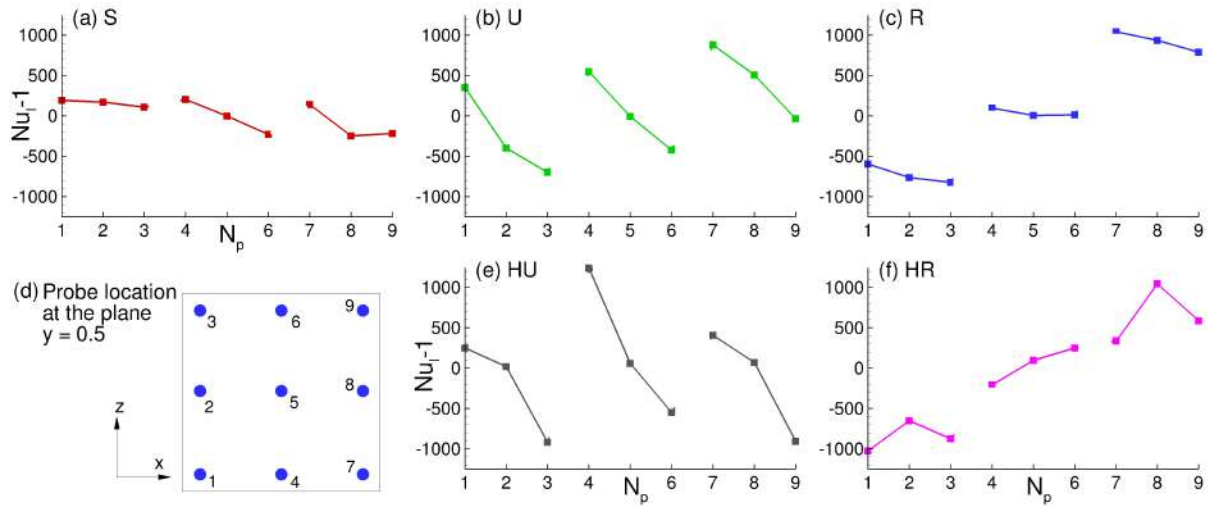 (a) S
1000
500
0
-500
-1000
Nu_l-1
1 2 3 4 5 6 7 8 9
N_p
(b) U
1000
500
0
-500
-1000
1 2 3 4 5 6 7 8 9
(c) R
1000
500
0
-500
-1000
1 2 3 4 5 6 7 8 9
(d) Probe location
at the plane
y = 0.5
3 6 9
2 5 8
1 4 7
z
x
(e) HU
1000
500
0
-500
-1000
Nu_l-1
1 2 3 4 5 6 7 8 9
N_p
(f) HR
1000
500
0
-500
-1000
1 2 3 4 5 6 7 8 9
N_p